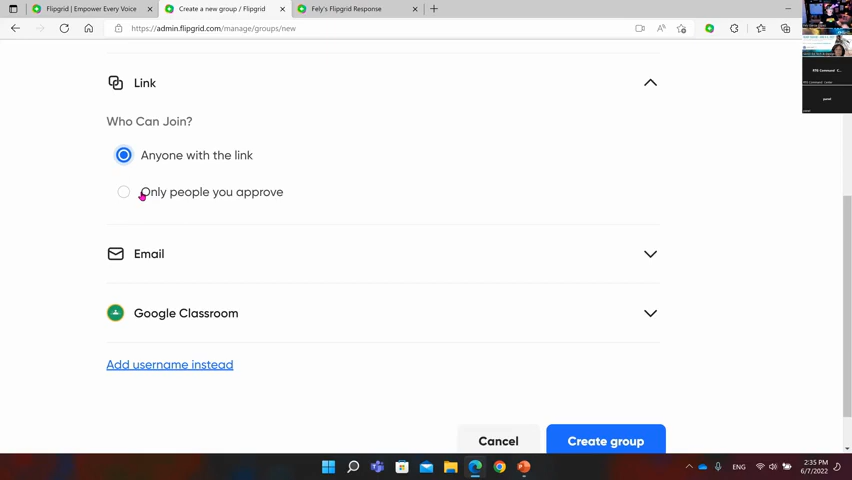 Flipgrid | Empower Every Voice
Create a new group / Flipgrid
Fely's Flipgrid Response
https://admin.flipgrid.com/manage/groups/new
Link
Who Can Join?
Anyone with the link
Only people you approve
Email
Google Classroom
Add username instead
Cancel
Create group
RTG Command C...
ENG
2:35 PM
6/7/2022